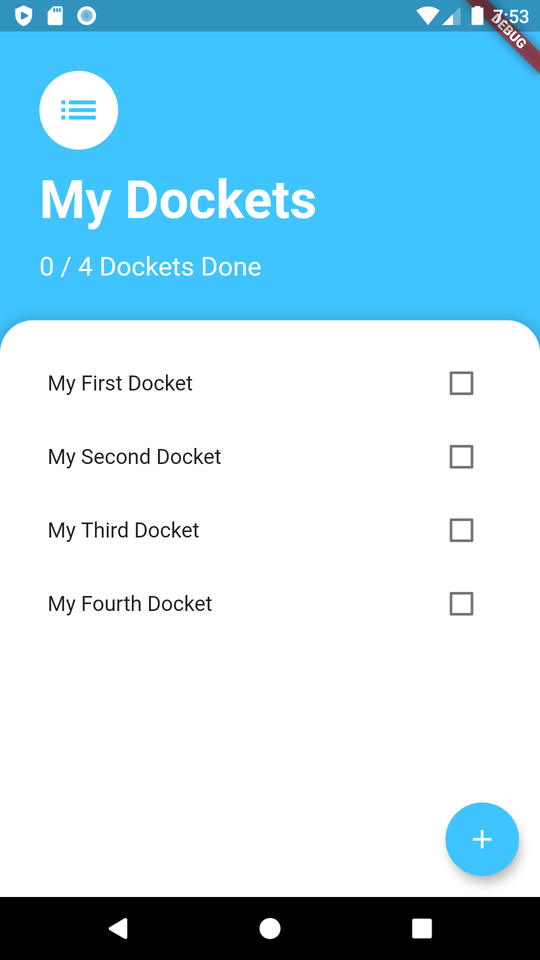 7:53
DEBUG
My Dockets
0 / 4 Dockets Done
My First Docket
My Second Docket
My Third Docket
My Fourth Docket
+